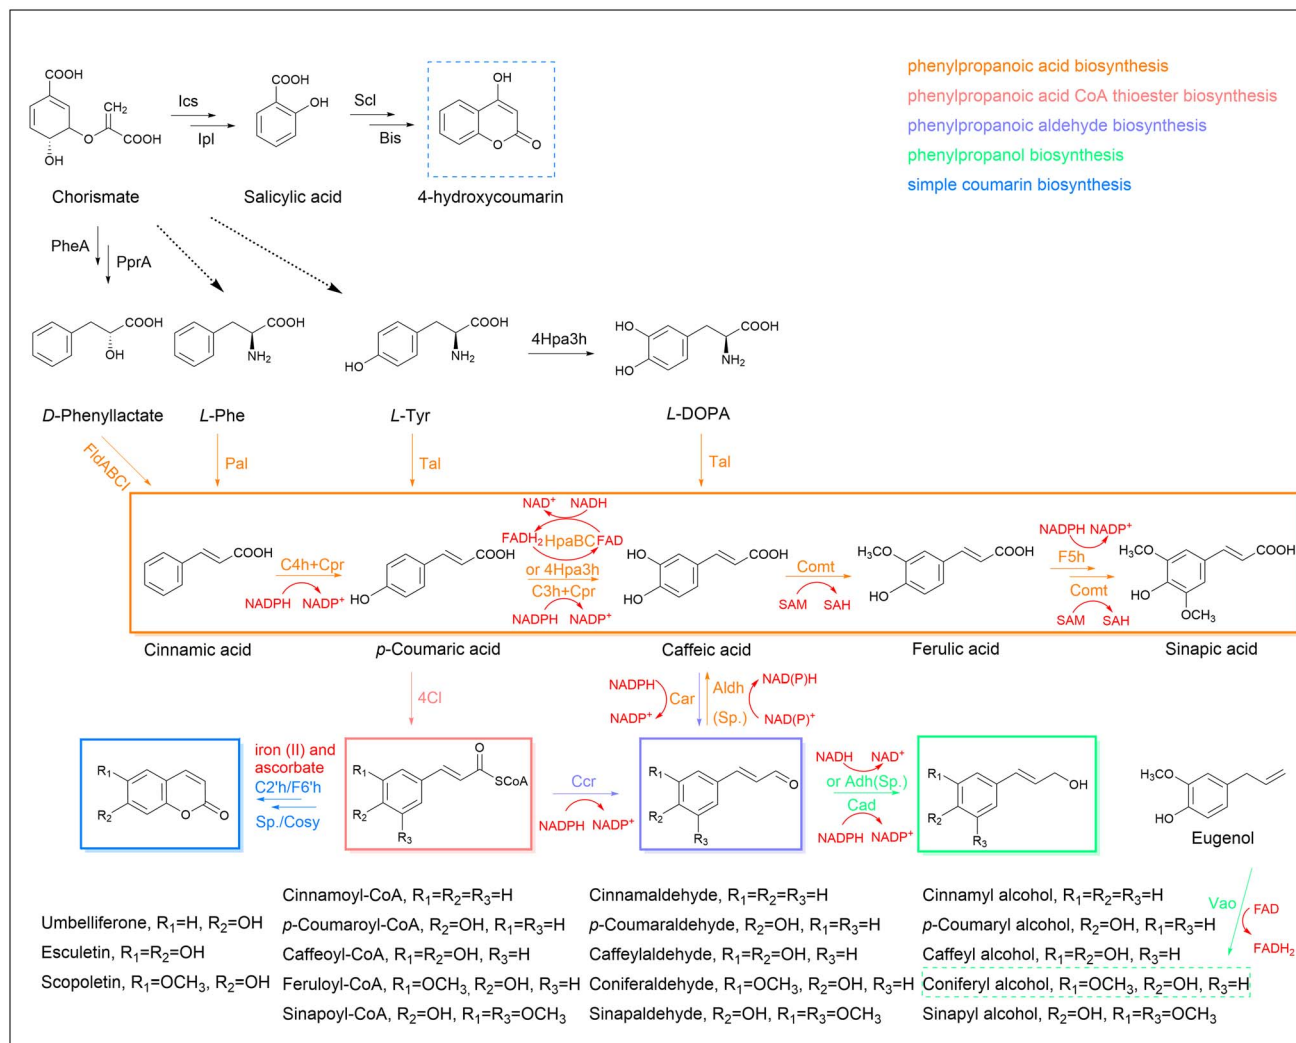 phenylpropanoic acid biosynthesis
phenylpropanoic acid CoA thioester biosynthesis
phenylpropanoic aldehyde biosynthesis
phenylpropanol biosynthesis
simple coumarin biosynthesis
COOH
CH₂
O
COOH
OH
Chorismate
Ics
Ipl
COOH
OH
Salicylic acid
Scl
Bis
OH
O
O
4-hydroxycoumarin
PheA
PprA
COOH
OH
D-Phenyllactate
COOH
NH₂
L-Phe
COOH
NH₂
HO
L-Tyr
4Hpa3h
HO
HO
COOH
NH₂
L-DOPA
FldABCI
Pal
Tal
Tal
COOH
Cinnamic acid
C4h+Cpr
NADPH NADP⁺
COOH
HO
p-Coumaric acid
NAD⁺ NADH
FADH₂ HpaBC FAD
or 4Hpa3h
C3h+Cpr
NADPH NADP⁺
HO
HO
COOH
Caffeic acid
Comt
SAM SAH
H₃CO
HO
COOH
Ferulic acid
NADPH NADP⁺
F5h
Comt
SAM SAH
H₃CO
HO
OCH₃
COOH
Sinapic acid
4Cl
NADPH
NADP⁺
Car
Aldh
(Sp.)
NAD(P)H
NAD(P)⁺
R₁
R₂
O
O
iron (II) and
ascorbate
C2'h/F6'h
Sp./Cosy
R₁
R₂
R₃
O
SCoA
Ccr
NADPH NADP⁺
R₁
R₂
R₃
O
NADH NAD⁺
or Adh(Sp.)
Cad
NADPH NADP⁺
R₁
R₂
R₃
OH
H₃CO
HO
Eugenol
Vao
FAD
FADH₂
Umbelliferone, R₁=H, R₂=OH
Esculetin, R₁=R₂=OH
Scopoletin, R₁=OCH₃, R₂=OH
Cinnamoyl-CoA, R₁=R₂=R₃=H
p-Coumaroyl-CoA, R₂=OH, R₁=R₃=H
Caffeoyl-CoA, R₁=R₂=OH, R₃=H
Feruloyl-CoA, R₁=OCH₃, R₂=OH, R₃=H
Sinapoyl-CoA, R₂=OH, R₁=R₃=OCH₃
Cinnamaldehyde, R₁=R₂=R₃=H
p-Coumaraldehyde, R₂=OH, R₁=R₃=H
Caffeylaldehyde, R₁=R₂=OH, R₃=H
Coniferaldehyde, R₁=OCH₃, R₂=OH, R₃=H
Sinapaldehyde, R₂=OH, R₁=R₃=OCH₃
Cinnamyl alcohol, R₁=R₂=R₃=H
p-Coumaryl alcohol, R₂=OH, R₁=R₃=H
Caffeyl alcohol, R₁=R₂=OH, R₃=H
Coniferyl alcohol, R₁=OCH₃, R₂=OH, R₃=H
Sinapyl alcohol, R₂=OH, R₁=R₃=OCH₃